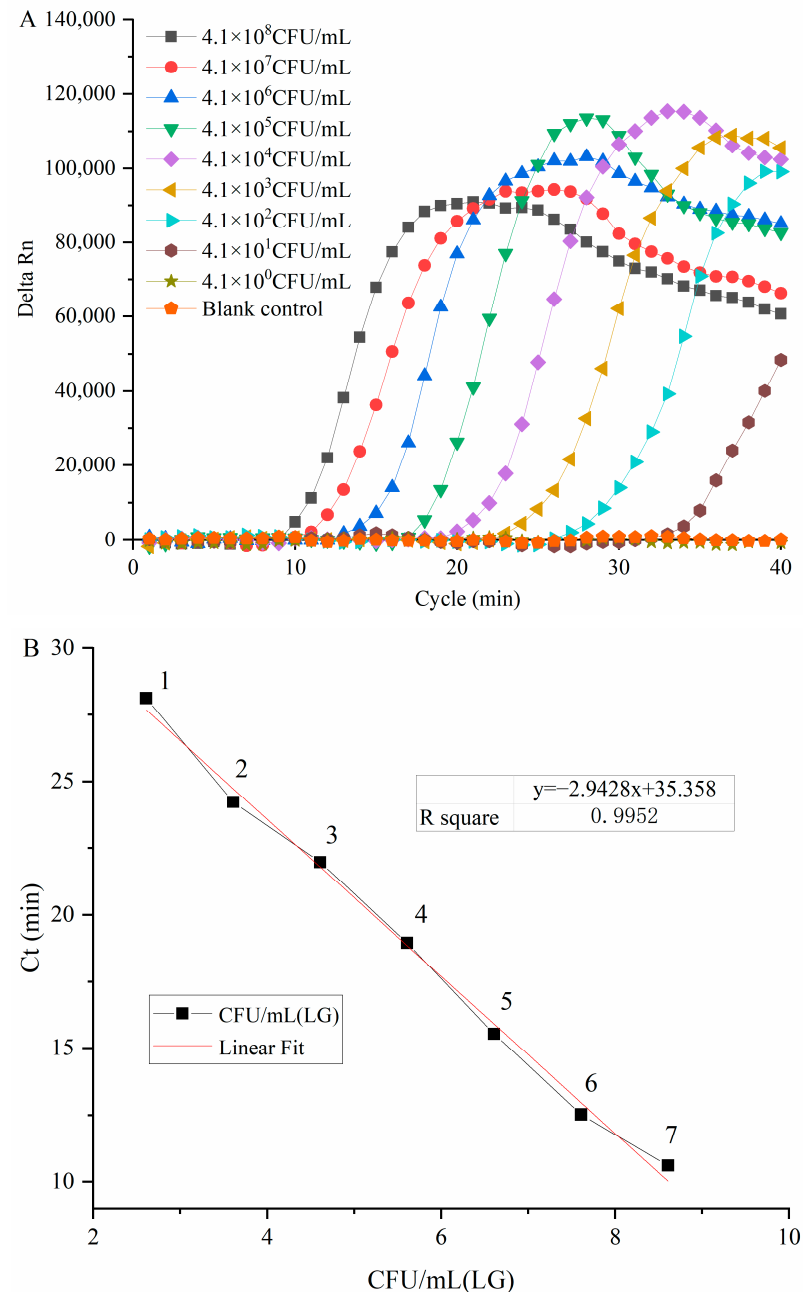 A
140,000
120,000
100,000
80,000
60,000
40,000
20,000
0
Delta Rn
4.1×10⁸CFU/mL
4.1×10⁷CFU/mL
4.1×10⁶CFU/mL
4.1×10⁵CFU/mL
4.1×10⁴CFU/mL
4.1×10³CFU/mL
4.1×10²CFU/mL
4.1×10¹CFU/mL
4.1×10⁰CFU/mL
Blank control
0 10 20 30 40
Cycle (min)
B
30
25
20
15
10
Ct (min)
1
2
3
4
5
6
7
y=−2.9428x+35.358
R square 0.9952
CFU/mL(LG)
Linear Fit
2 4 6 8 10
CFU/mL(LG)